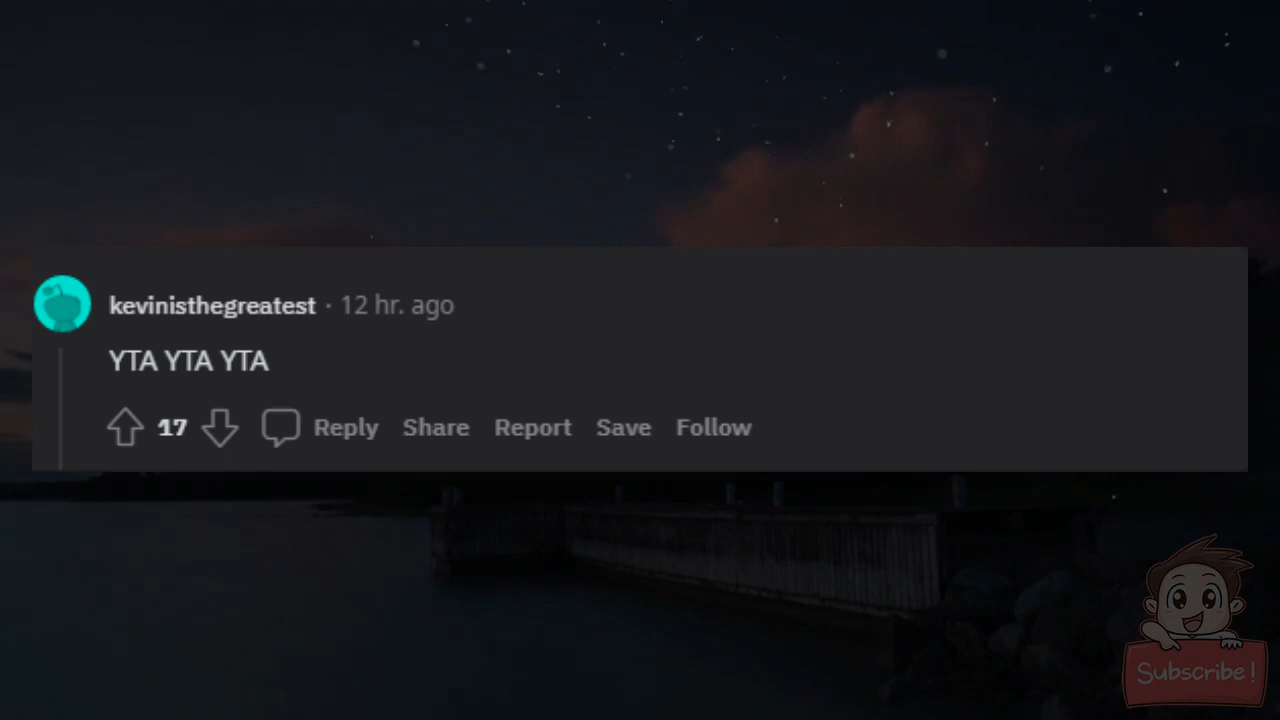 kevinisthegreatest · 12 hr. ago
YTA YTA YTA
17 Reply Share Report Save Follow
Subscribe!